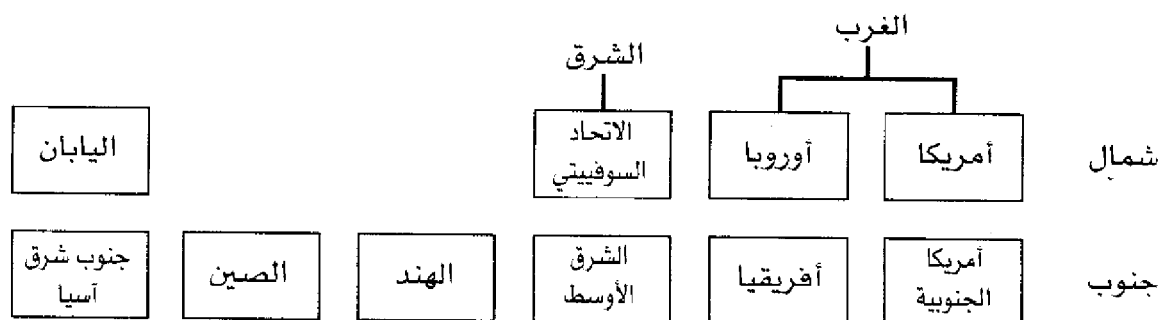 الغرب
الشرق
شمال
أمريكا
أوروبا
الاتحاد
السوفييتي
اليابان
جنوب
أمريكا
الجنوبية
أفريقيا
الشرق
الأوسط
الهند
الصين
جنوب شرق
آسيا